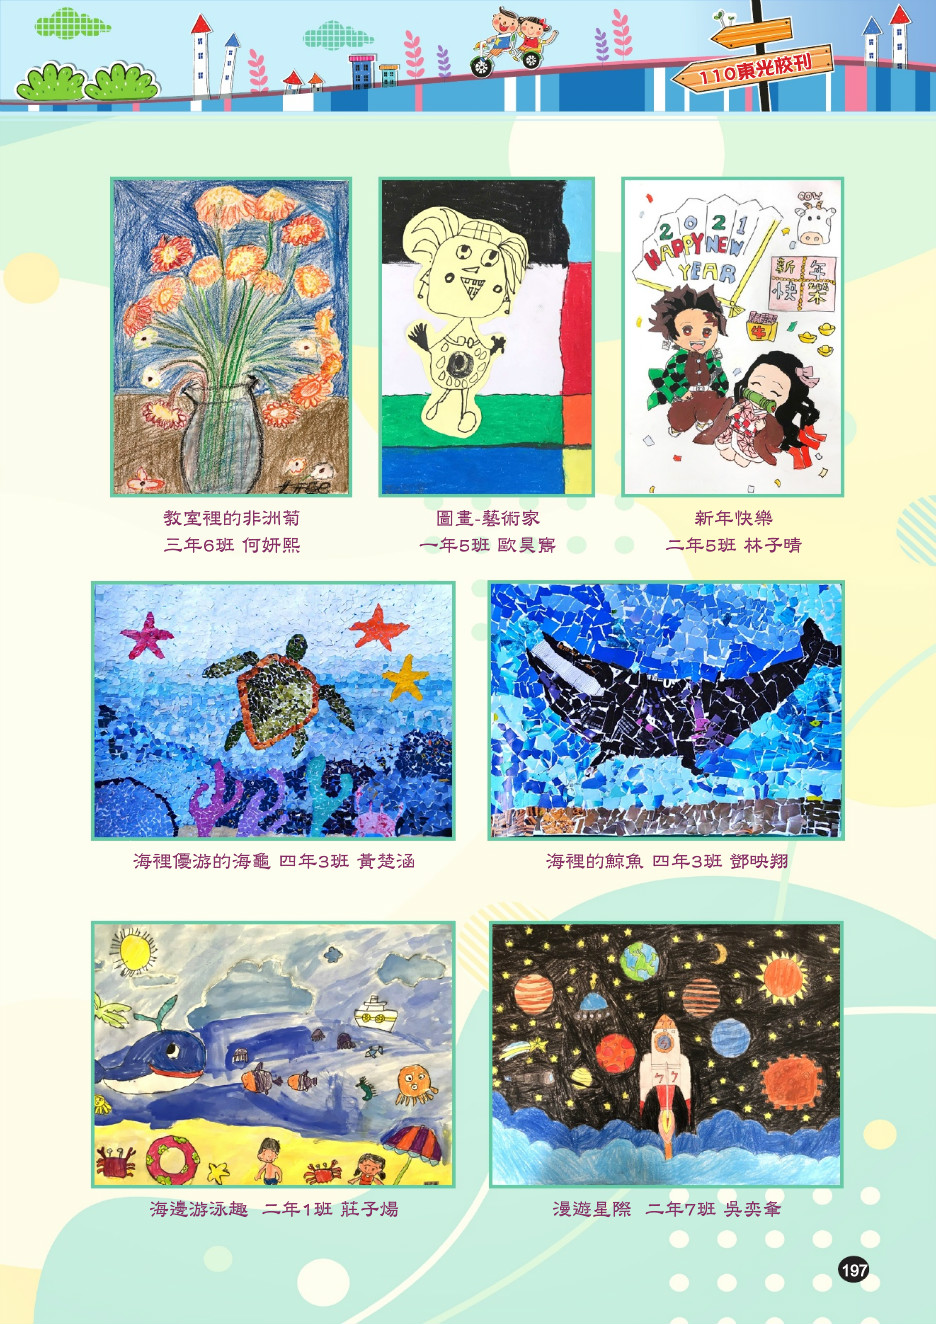 110東光校刊
2021
HAPPY NEW
YEAR
COW
新年
快樂
牛
教室裡的非洲菊
三年6班 何妍熙
圖畫-藝術家
一年5班 歐昊寯
新年快樂
二年5班 林子晴
海裡優游的海龜 四年3班 黃楚涵
海裡的鯨魚 四年3班 鄧映翔
海邊游泳趣 二年1班 莊子煬
漫遊星際 二年7班 吳奕夆
197